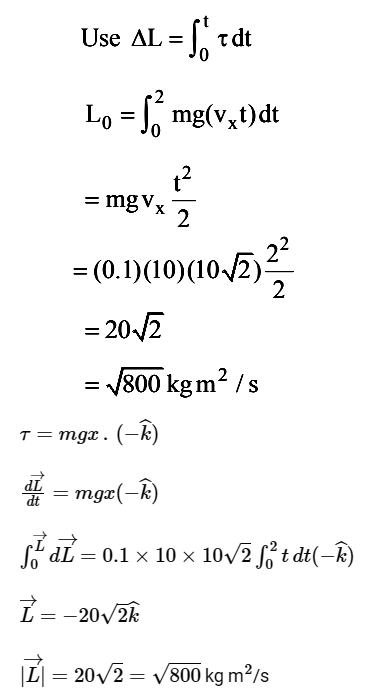 Use ΔL = ∫₀ᵗ τ dt
L₀ = ∫₀² mg(vₓt)dt
= mgvₓ t²/2
= (0.1)(10)(10√2) 2²/2
= 20√2
= √800 kg m² / s
τ = mgx . (−k̂)
dL⃗/dt = mgx(−k̂)
∫₀^L⃗ dL⃗ = 0.1 × 10 × 10√2 ∫₀² t dt(−k̂)
L⃗ = −20√2k̂
|L⃗| = 20√2 = √800 kg m²/s